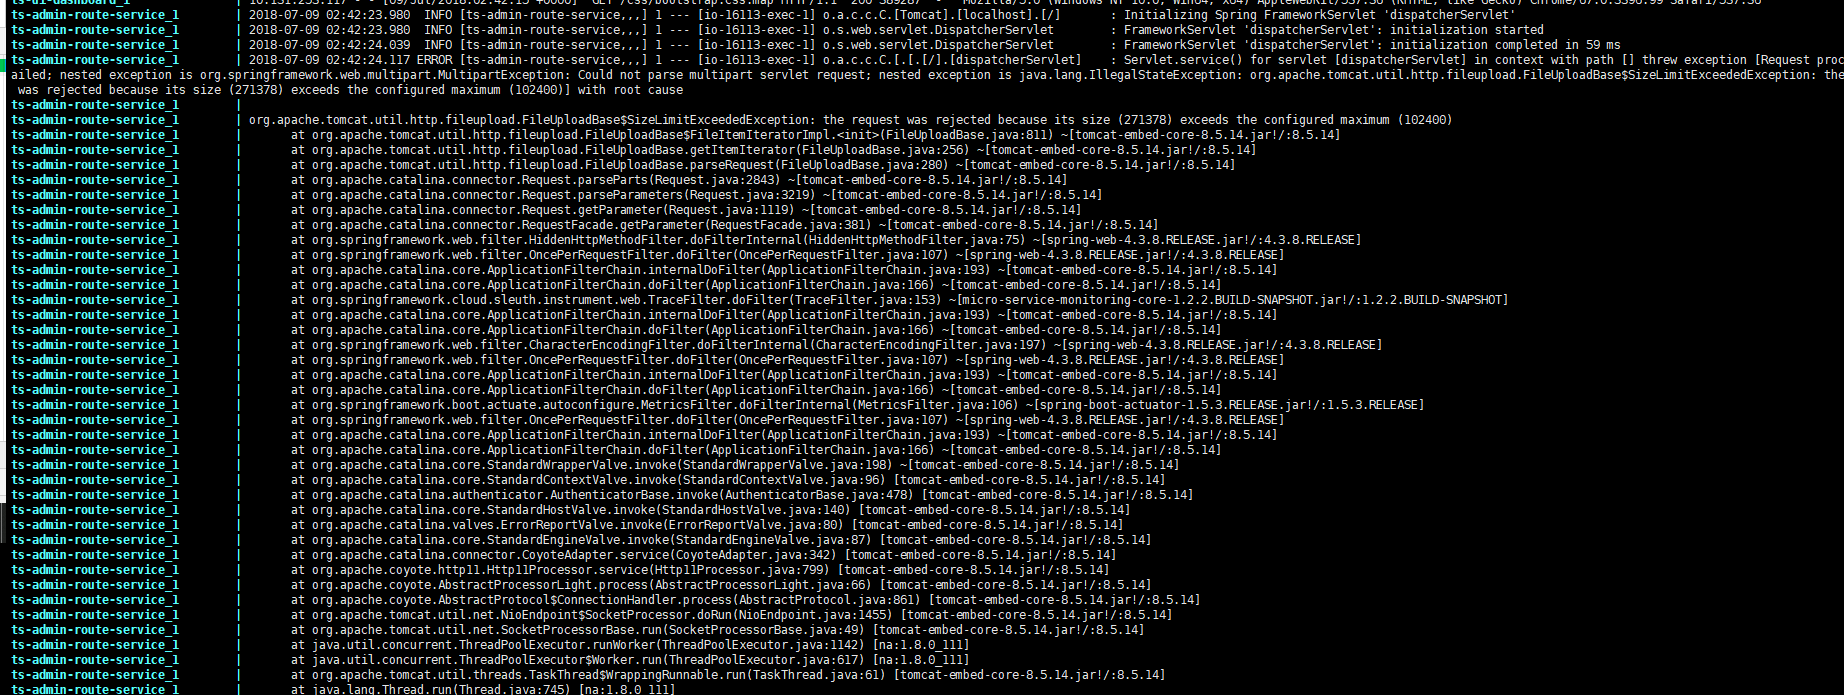 ts-ui-dashboard_1 | 10.131.253.117 - - [09/Jul/2018:02:42:15 +0000] "GET /css/bootstrap.css.map HTTP/1.1" 200 389287 "-" "Mozilla/5.0 (Windows NT 10.0; Win64; x64) AppleWebKit/537.36 (KHTML, like Gecko) Chrome/67.0.3396.99 Safari/537.36
ts-admin-route-service_1 | 2018-07-09 02:42:23.980 INFO [ts-admin-service,,,] 1 --- [io-16113-exec-1] o.a.c.c.C.[Tomcat].[localhost].[/] : Initializing Spring FrameworkServlet 'dispatcherServlet'
ts-admin-route-service_1 | 2018-07-09 02:42:23.980 INFO [ts-admin-service,,,] 1 --- [io-16113-exec-1] o.s.web.servlet.DispatcherServlet : FrameworkServlet 'dispatcherServlet': initialization started
ts-admin-route-service_1 | 2018-07-09 02:42:24.039 INFO [ts-admin-service,,,] 1 --- [io-16113-exec-1] o.s.web.servlet.DispatcherServlet : FrameworkServlet 'dispatcherServlet': initialization completed in 59 ms
ts-admin-route-service_1 | 2018-07-09 02:42:24.117 ERROR [ts-admin-service,,,] 1 --- [io-16113-exec-1] o.a.c.c.C.[.[.[/].[dispatcherServlet] : Servlet.service() for servlet [dispatcherServlet] in context with path [] threw exception [Request proc
ailed; nested exception is org.springframework.web.multipart.MultipartException: Could not parse multipart servlet request; nested exception is java.lang.IllegalStateException: org.apache.tomcat.util.http.fileupload.FileUploadBase$SizeLimitExceededException: the
was rejected because its size (271378) exceeds the configured maximum (102400)] with root cause
ts-admin-route-service_1 |
ts-admin-route-service_1 | org.apache.tomcat.util.http.fileupload.FileUploadBase$SizeLimitExceededException: the request was rejected because its size (271378) exceeds the configured maximum (102400)
ts-admin-route-service_1 | at org.apache.tomcat.util.http.fileupload.FileUploadBase$FileItemIteratorImpl.<init>(FileUploadBase.java:811) ~[tomcat-embed-core-8.5.14.jar!/:8.5.14]
ts-admin-route-service_1 | at org.apache.tomcat.util.http.fileupload.FileUploadBase.getItemIterator(FileUploadBase.java:256) ~[tomcat-embed-core-8.5.14.jar!/:8.5.14]
ts-admin-route-service_1 | at org.apache.tomcat.util.http.fileupload.FileUploadBase.parseRequest(FileUploadBase.java:280) ~[tomcat-embed-core-8.5.14.jar!/:8.5.14]
ts-admin-route-service_1 | at org.apache.catalina.connector.Request.parseParts(Request.java:2843) ~[tomcat-embed-core-8.5.14.jar!/:8.5.14]
ts-admin-route-service_1 | at org.apache.catalina.connector.Request.parseParameters(Request.java:3219) ~[tomcat-embed-core-8.5.14.jar!/:8.5.14]
ts-admin-route-service_1 | at org.apache.catalina.connector.Request.getParameter(Request.java:1119) ~[tomcat-embed-core-8.5.14.jar!/:8.5.14]
ts-admin-route-service_1 | at org.apache.catalina.connector.RequestFacade.getParameter(RequestFacade.java:381) ~[tomcat-embed-core-8.5.14.jar!/:8.5.14]
ts-admin-route-service_1 | at org.springframework.web.filter.HiddenHttpMethodFilter.doFilterInternal(HiddenHttpMethodFilter.java:75) ~[spring-web-4.3.8.RELEASE.jar!/:4.3.8.RELEASE]
ts-admin-route-service_1 | at org.springframework.web.filter.OncePerRequestFilter.doFilter(OncePerRequestFilter.java:107) ~[spring-web-4.3.8.RELEASE.jar!/:4.3.8.RELEASE]
ts-admin-route-service_1 | at org.apache.catalina.core.ApplicationFilterChain.internalDoFilter(ApplicationFilterChain.java:193) ~[tomcat-embed-core-8.5.14.jar!/:8.5.14]
ts-admin-route-service_1 | at org.apache.catalina.core.ApplicationFilterChain.doFilter(ApplicationFilterChain.java:166) ~[tomcat-embed-core-8.5.14.jar!/:8.5.14]
ts-admin-route-service_1 | at org.springframework.cloud.sleuth.instrument.web.TraceFilter.doFilter(TraceFilter.java:153) ~[micro-service-monitoring-core-1.2.2.BUILD-SNAPSHOT.jar!/:1.2.2.BUILD-SNAPSHOT]
ts-admin-route-service_1 | at org.apache.catalina.core.ApplicationFilterChain.internalDoFilter(ApplicationFilterChain.java:193) ~[tomcat-embed-core-8.5.14.jar!/:8.5.14]
ts-admin-route-service_1 | at org.apache.catalina.core.ApplicationFilterChain.doFilter(ApplicationFilterChain.java:166) ~[tomcat-embed-core-8.5.14.jar!/:8.5.14]
ts-admin-route-service_1 | at org.springframework.web.filter.CharacterEncodingFilter.doFilterInternal(CharacterEncodingFilter.java:197) ~[spring-web-4.3.8.RELEASE.jar!/:4.3.8.RELEASE]
ts-admin-route-service_1 | at org.springframework.web.filter.OncePerRequestFilter.doFilter(OncePerRequestFilter.java:107) ~[spring-web-4.3.8.RELEASE.jar!/:4.3.8.RELEASE]
ts-admin-route-service_1 | at org.apache.catalina.core.ApplicationFilterChain.internalDoFilter(ApplicationFilterChain.java:193) ~[tomcat-embed-core-8.5.14.jar!/:8.5.14]
ts-admin-route-service_1 | at org.apache.catalina.core.ApplicationFilterChain.doFilter(ApplicationFilterChain.java:166) ~[tomcat-embed-core-8.5.14.jar!/:8.5.14]
ts-admin-route-service_1 | at org.springframework.boot.actuate.autoconfigure.MetricsFilter.doFilterInternal(MetricsFilter.java:106) ~[spring-boot-actuator-1.5.3.RELEASE.jar!/:1.5.3.RELEASE]
ts-admin-route-service_1 | at org.springframework.web.filter.OncePerRequestFilter.doFilter(OncePerRequestFilter.java:107) ~[spring-web-4.3.8.RELEASE.jar!/:4.3.8.RELEASE]
ts-admin-route-service_1 | at org.apache.catalina.core.ApplicationFilterChain.internalDoFilter(ApplicationFilterChain.java:193) ~[tomcat-embed-core-8.5.14.jar!/:8.5.14]
ts-admin-route-service_1 | at org.apache.catalina.core.ApplicationFilterChain.doFilter(ApplicationFilterChain.java:166) ~[tomcat-embed-core-8.5.14.jar!/:8.5.14]
ts-admin-route-service_1 | at org.apache.catalina.core.StandardWrapperValve.invoke(StandardWrapperValve.java:198) ~[tomcat-embed-core-8.5.14.jar!/:8.5.14]
ts-admin-route-service_1 | at org.apache.catalina.core.StandardContextValve.invoke(StandardContextValve.java:96) [tomcat-embed-core-8.5.14.jar!/:8.5.14]
ts-admin-route-service_1 | at org.apache.catalina.authenticator.AuthenticatorBase.invoke(AuthenticatorBase.java:478) [tomcat-embed-core-8.5.14.jar!/:8.5.14]
ts-admin-route-service_1 | at org.apache.catalina.core.StandardHostValve.invoke(StandardHostValve.java:140) [tomcat-embed-core-8.5.14.jar!/:8.5.14]
ts-admin-route-service_1 | at org.apache.catalina.valves.ErrorReportValve.invoke(ErrorReportValve.java:80) [tomcat-embed-core-8.5.14.jar!/:8.5.14]
ts-admin-route-service_1 | at org.apache.catalina.core.StandardEngineValve.invoke(StandardEngineValve.java:87) [tomcat-embed-core-8.5.14.jar!/:8.5.14]
ts-admin-route-service_1 | at org.apache.catalina.connector.CoyoteAdapter.service(CoyoteAdapter.java:342) [tomcat-embed-core-8.5.14.jar!/:8.5.14]
ts-admin-route-service_1 | at org.apache.coyote.http11.Http11Processor.service(Http11Processor.java:799) [tomcat-embed-core-8.5.14.jar!/:8.5.14]
ts-admin-route-service_1 | at org.apache.coyote.AbstractProcessorLight.process(AbstractProcessorLight.java:66) [tomcat-embed-core-8.5.14.jar!/:8.5.14]
ts-admin-route-service_1 | at org.apache.coyote.AbstractProtocol$ConnectionHandler.process(AbstractProtocol.java:861) [tomcat-embed-core-8.5.14.jar!/:8.5.14]
ts-admin-route-service_1 | at org.apache.tomcat.util.net.NioEndpoint$SocketProcessor.doRun(NioEndpoint.java:1455) [tomcat-embed-core-8.5.14.jar!/:8.5.14]
ts-admin-route-service_1 | at org.apache.tomcat.util.net.SocketProcessorBase.run(SocketProcessorBase.java:49) [tomcat-embed-core-8.5.14.jar!/:8.5.14]
ts-admin-route-service_1 | at java.util.concurrent.ThreadPoolExecutor.runWorker(ThreadPoolExecutor.java:1142) [na:1.8.0_111]
ts-admin-route-service_1 | at java.util.concurrent.ThreadPoolExecutor$Worker.run(ThreadPoolExecutor.java:617) [na:1.8.0_111]
ts-admin-route-service_1 | at org.apache.tomcat.util.threads.TaskThread$WrappingRunnable.run(TaskThread.java:61) [tomcat-embed-core-8.5.14.jar!/:8.5.14]
ts-admin-route-service_1 | at java.lang.Thread.run(Thread.java:745) [na:1.8.0_111]